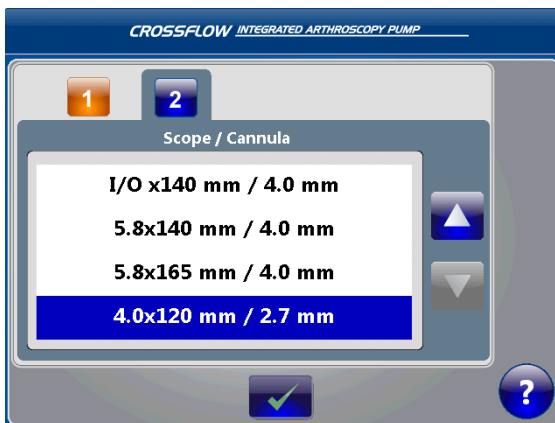 CROSSFLOW INTEGRATED ARTHROSCOPY PUMP
1
2
Scope / Cannula
I/O x140 mm / 4.0 mm
5.8x140 mm / 4.0 mm
5.8x165 mm / 4.0 mm
4.0x120 mm / 2.7 mm
?